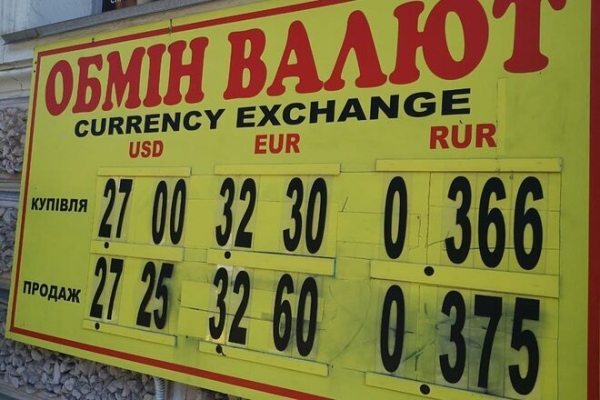 ОБМІН ВАЛЮТ
CURRENCY EXCHANGE
USD EUR RUR
КУПІВЛЯ 27 00 32 30 0 366
ПРОДАЖ 27 25 32 60 0 375